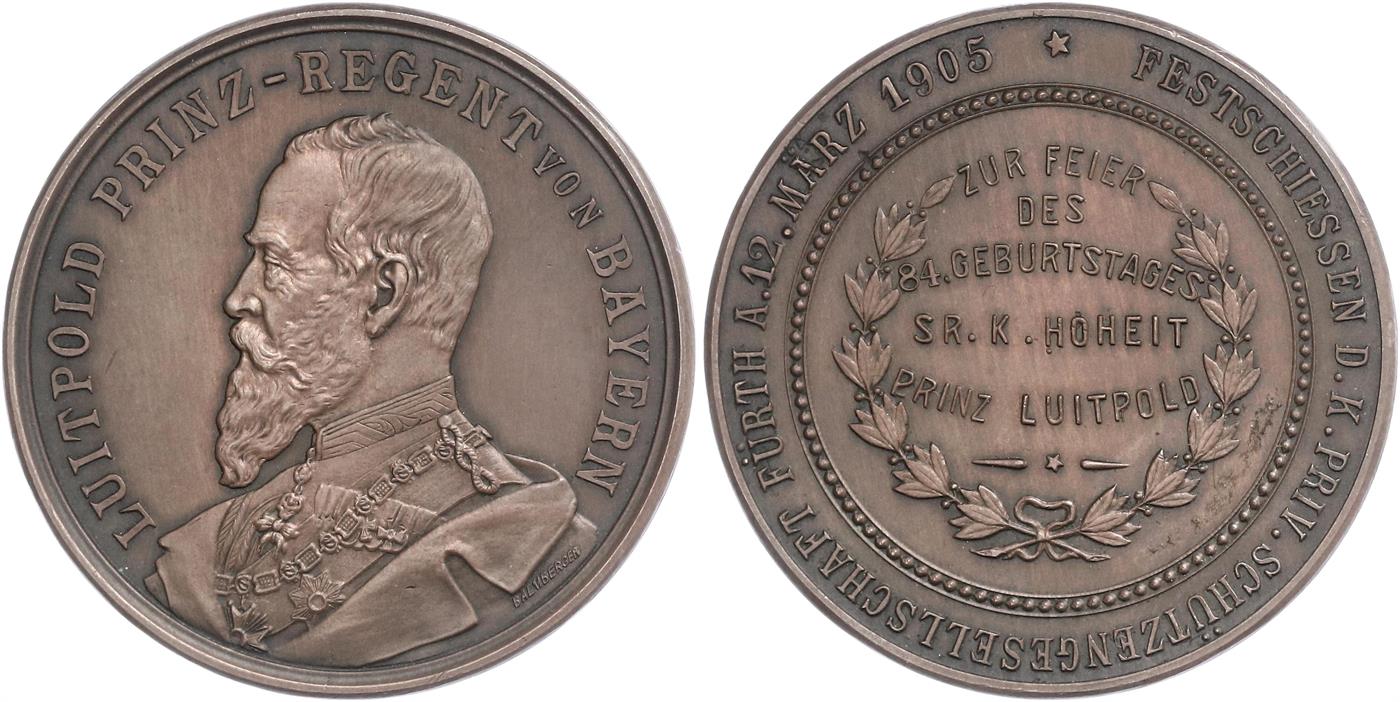 LUITPOLD PRINZ-REGENT VON BAYERN
BALMBERGER
FESTSCHIESSEN D.K.PRIV.SCHÜTZENGESELLSCHAFT FÜRTH A.12.MÄRZ 1905
ZUR FEIER
DES
84.GEBURTSTAGES
SR. K. HOHEIT
PRINZ LUITPOLD